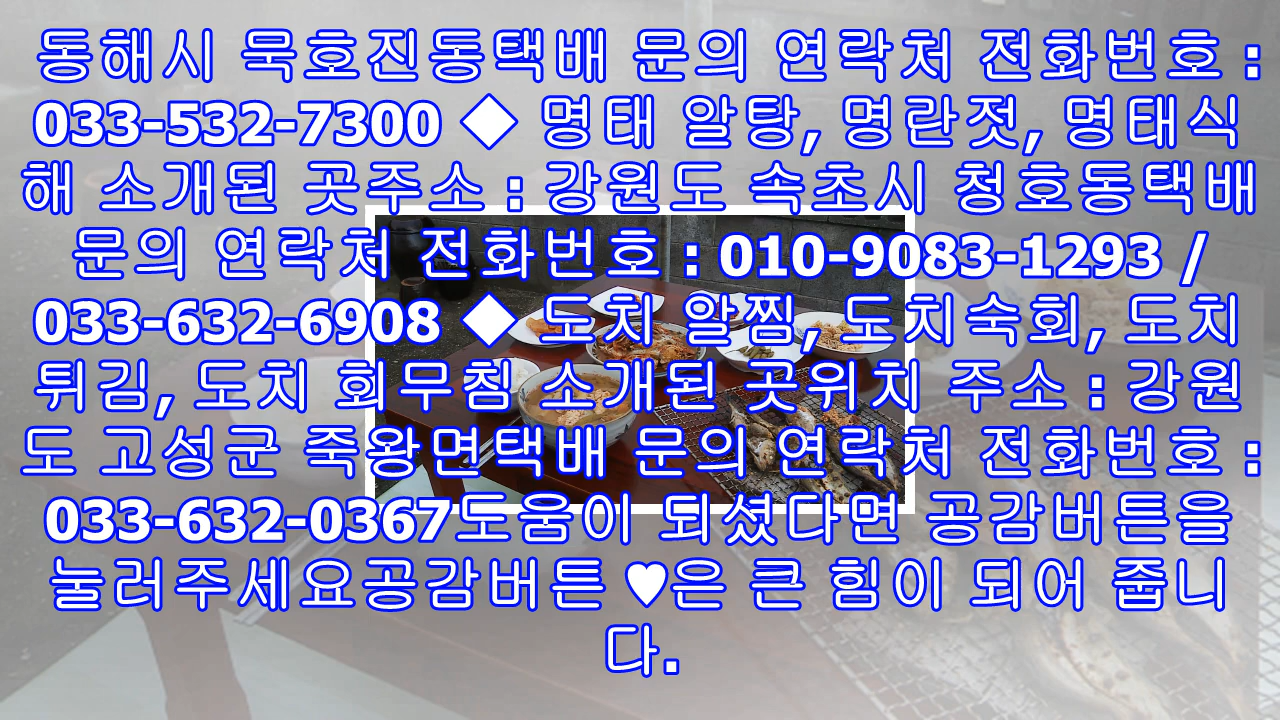 동해시 묵호진동택배 문의 연락처 전화번호 :
033-532-7300 ◆ 명태 알탕, 명란젓, 명태식
해 소개된 곳주소 : 강원도 속초시 청호동택배
문의 연락처 전화번호 : 010-9083-1293 /
033-632-6908 ◆ 도치 알찜, 도치숙회, 도치
튀김, 도치 회무침 소개된 곳위치 주소 : 강원
도 고성군 죽왕면택배 문의 연락처 전화번호 :
033-632-0367도움이 되셨다면 공감버튼을
눌러주세요공감버튼 ♥은 큰 힘이 되어 줍니
다.